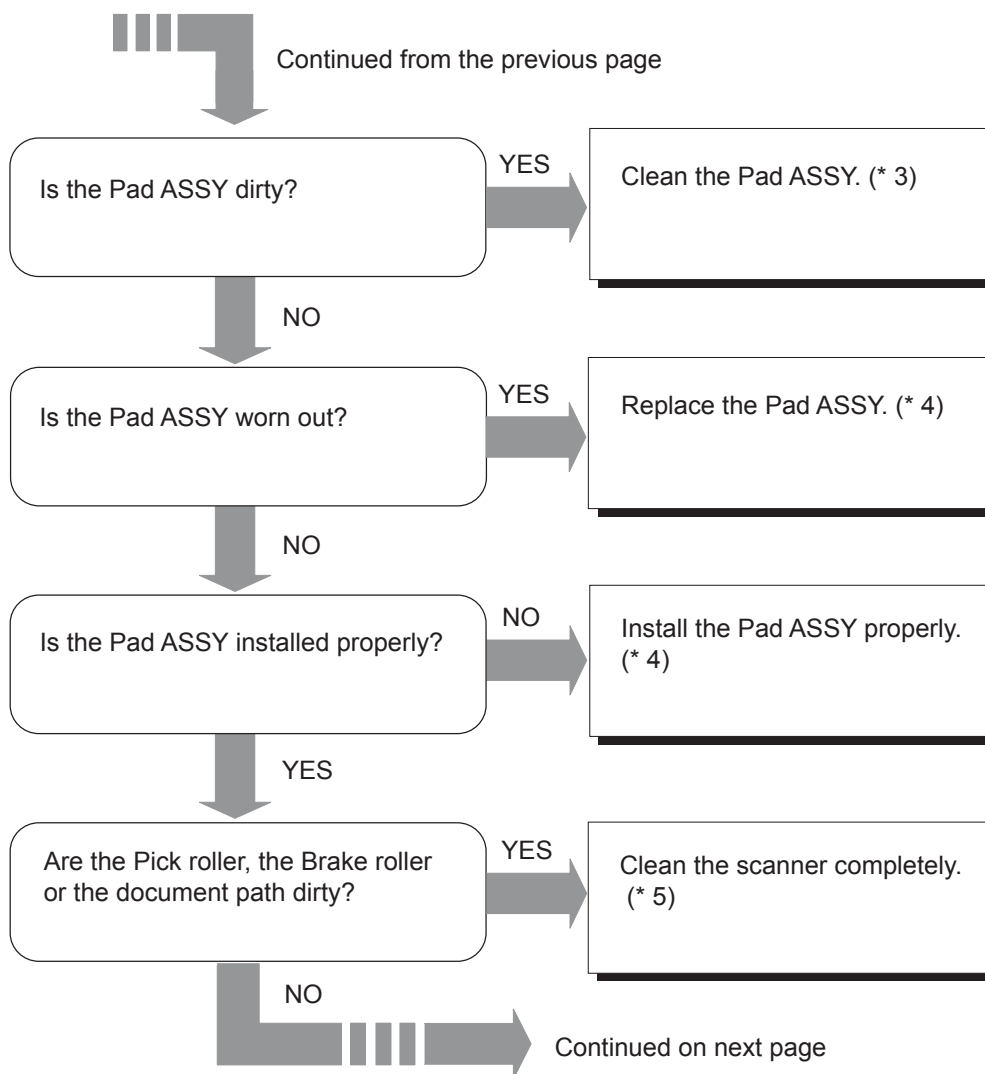 Continued from the previous page
Is the Pad ASSY dirty?
YES
Clean the Pad ASSY. (* 3)
NO
Is the Pad ASSY worn out?
YES
Replace the Pad ASSY. (* 4)
NO
Is the Pad ASSY installed properly?
NO
Install the Pad ASSY properly.
(* 4)
YES
Are the Pick roller, the Brake roller
or the document path dirty?
YES
Clean the scanner completely.
(* 5)
NO
Continued on next page